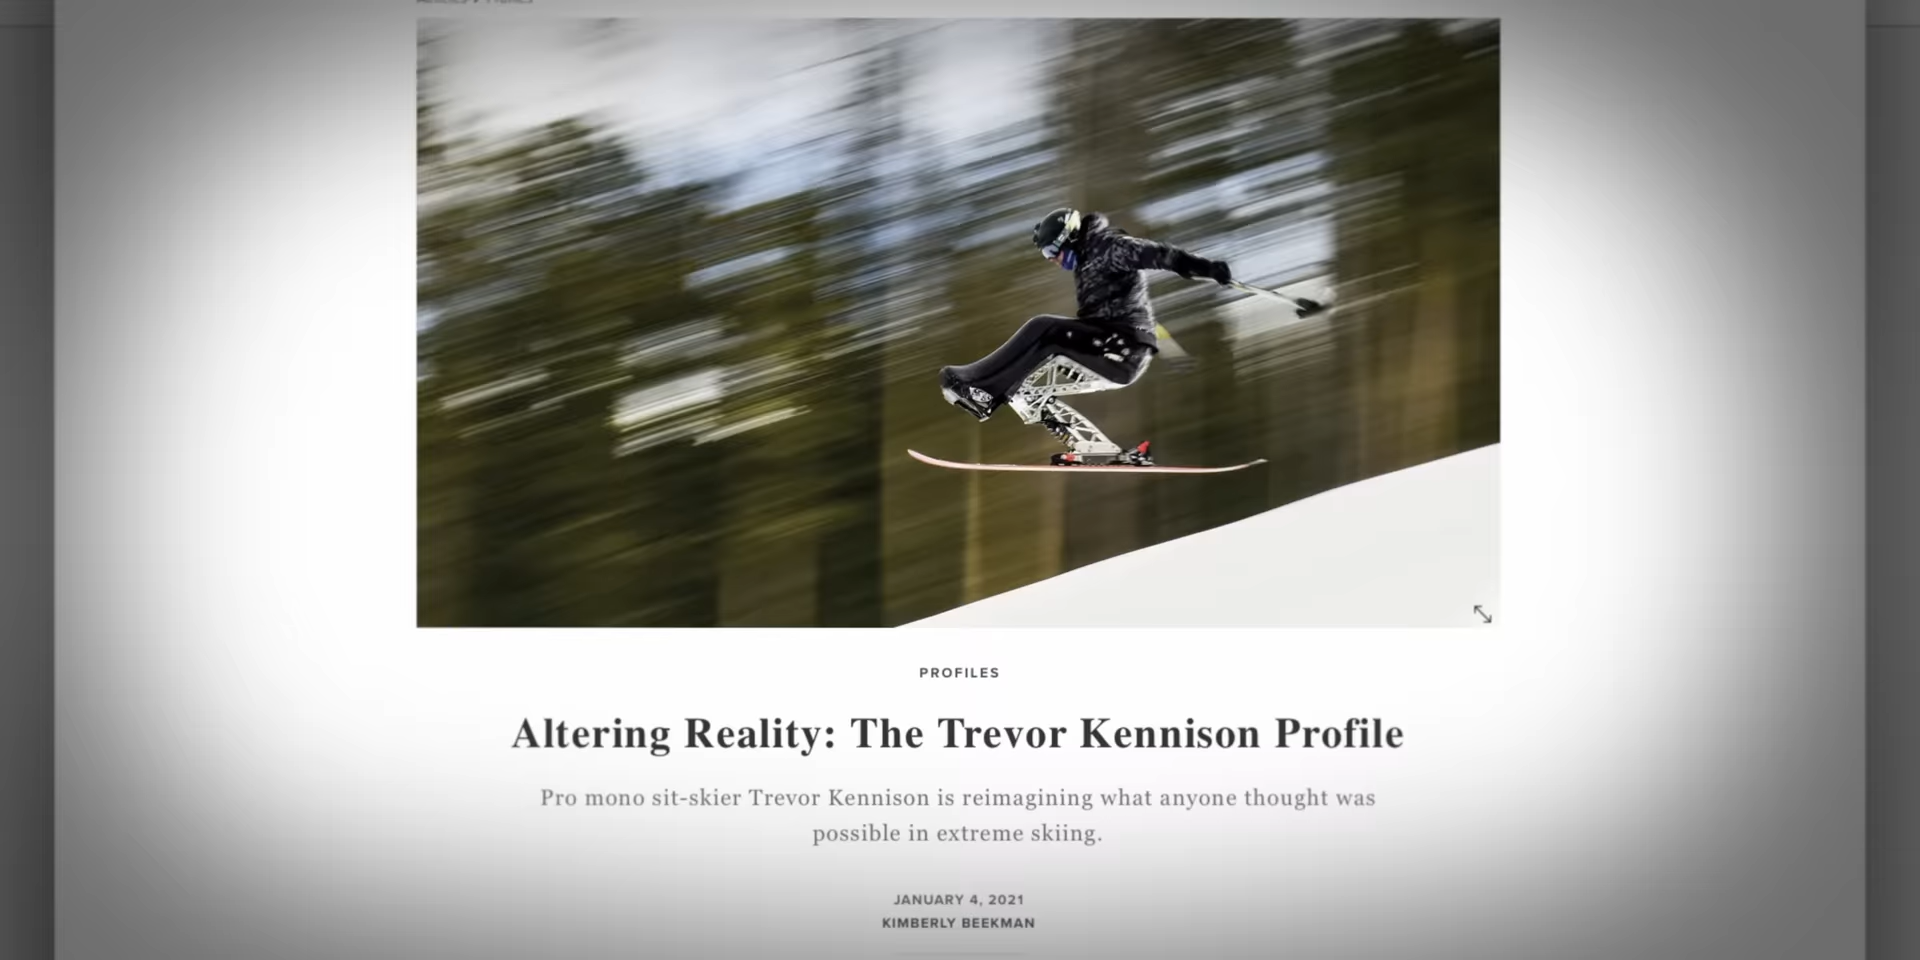 PROFILES
Altering Reality: The Trevor Kennison Profile
Pro mono sit-skier Trevor Kennison is reimagining what anyone thought was
possible in extreme skiing.
JANUARY 4, 2021
KIMBERLY BEEKMAN